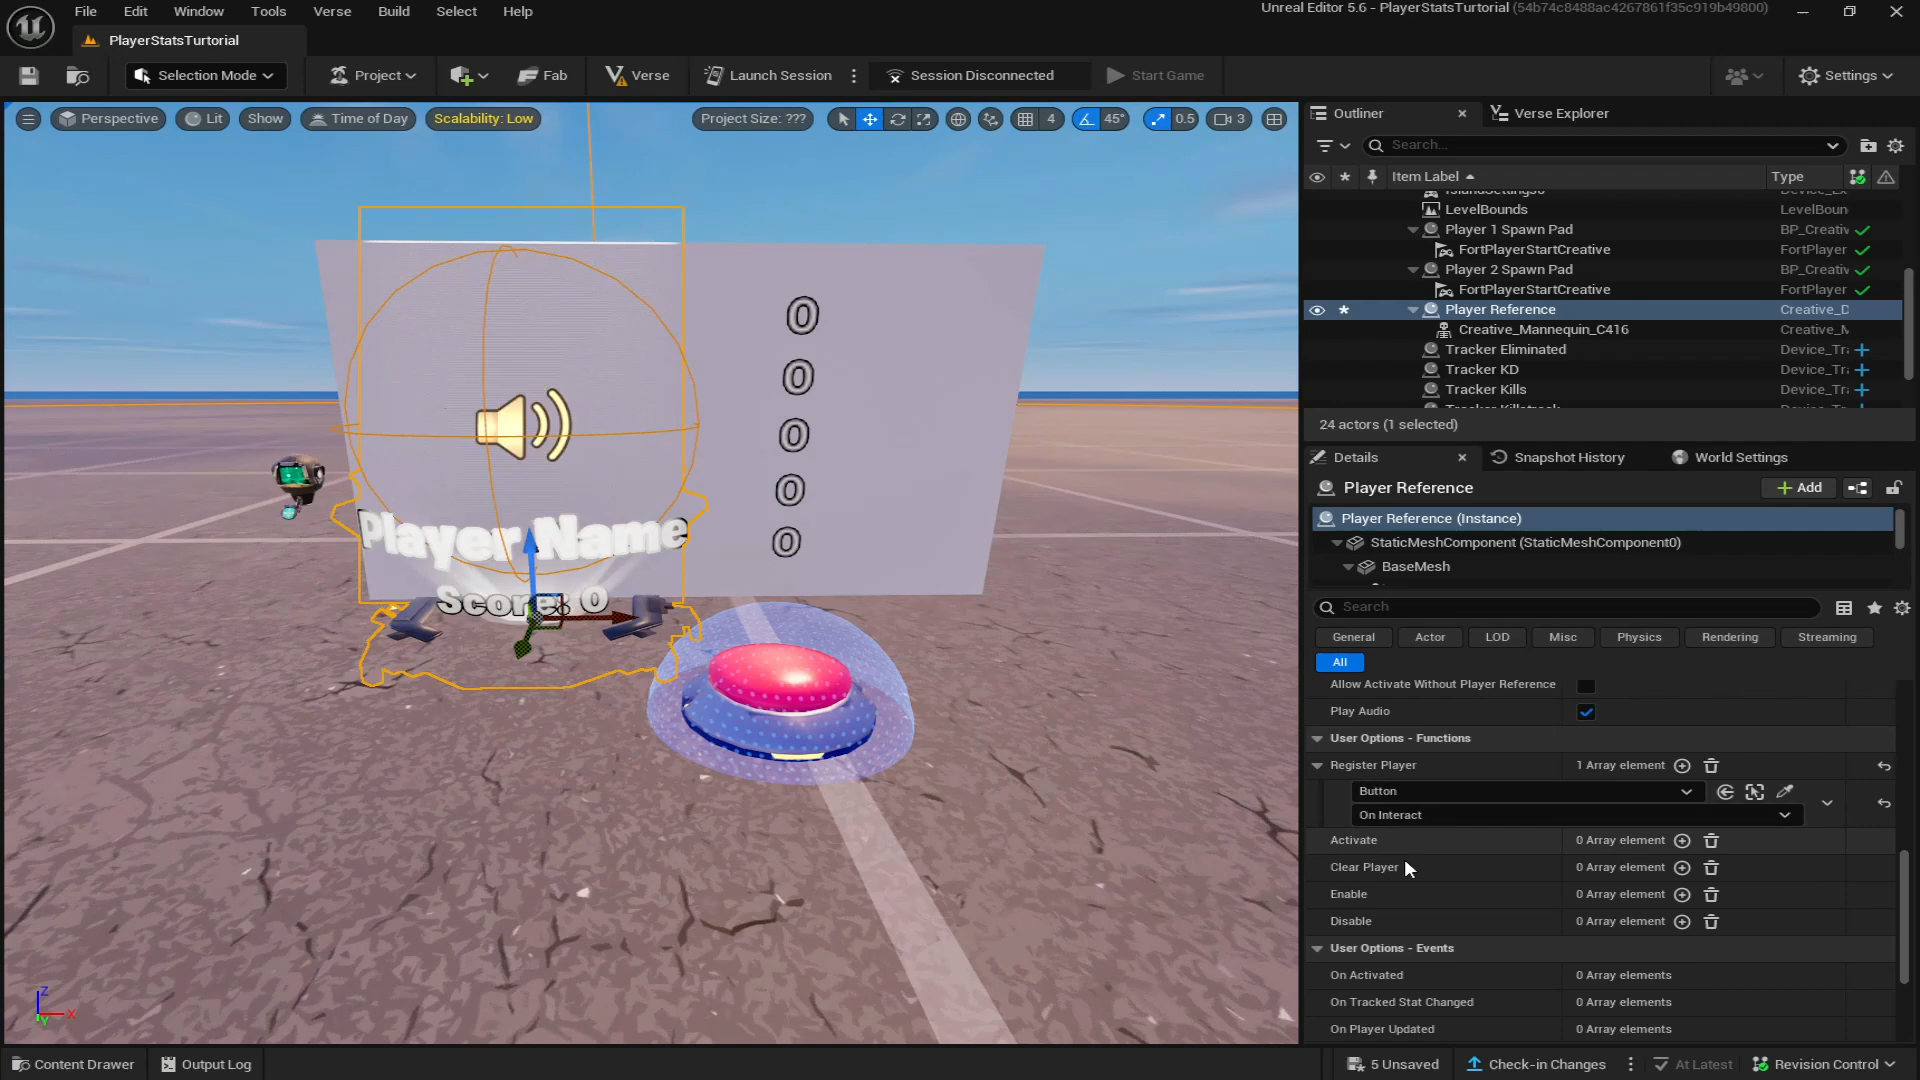 File Edit Window Tools Verse Build Select Help
Unreal Editor 5.6 - PlayerStatsTurtorial (54b74c8488ac4267861f35c919b49800)
PlayerStatsTurtorial
Selection Mode Project Fab Verse Launch Session Session Disconnected Start Game Settings
Perspective Lit Show Time of Day Scalability: Low Project Size: ??? 4 45° 0.5 3
0
0
0
0
0
Player Name
Score: 0
Z
X
Y
Outliner Verse Explorer
Search...
Item Label Type
LevelBounds LevelBoun
Player 1 Spawn Pad BP_Creativ
FortPlayerStartCreative FortPlayer
Player 2 Spawn Pad BP_Creativ
FortPlayerStartCreative FortPlayer
Player Reference Creative_D
Creative_Mannequin_C416 Creative_M
Tracker Eliminated Device_Tra
Tracker KD Device_Tra
Tracker Kills Device_Tra
24 actors (1 selected)
Details Snapshot History World Settings
Player Reference Add
Player Reference (Instance)
StaticMeshComponent (StaticMeshComponent0)
BaseMesh
Search
General Actor LOD Misc Physics Rendering Streaming
All
Allow Activate Without Player Reference
Play Audio
User Options - Functions
Register Player 1 Array element
Button
On Interact
Activate 0 Array element
Clear Player 0 Array element
Enable 0 Array element
Disable 0 Array element
User Options - Events
On Activated 0 Array elements
On Tracked Stat Changed 0 Array elements
On Player Updated 0 Array elements
Content Drawer Output Log 5 Unsaved Check-in Changes At Latest Revision Control